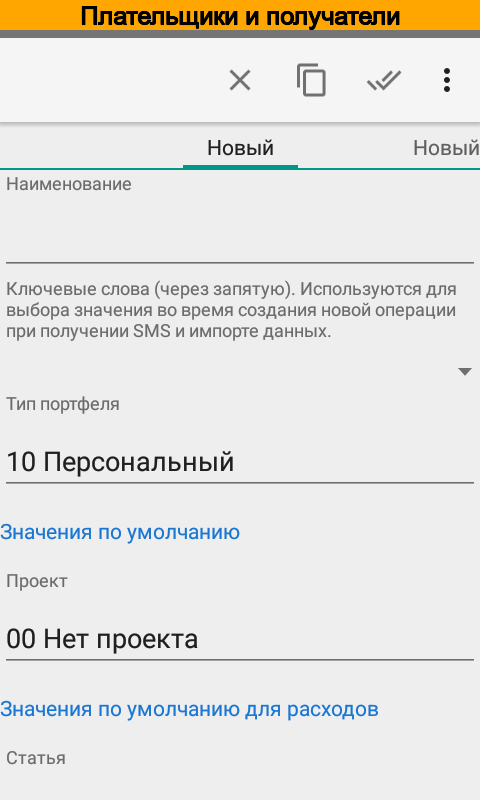 Плательщики и получатели
Новый
Новый
Наименование
Ключевые слова (через запятую). Используются для
выбора значения во время создания новой операции
при получении SMS и импорте данных.
Тип портфеля
10 Персональный
Значения по умолчанию
Проект
00 Нет проекта
Значения по умолчанию для расходов
Статья